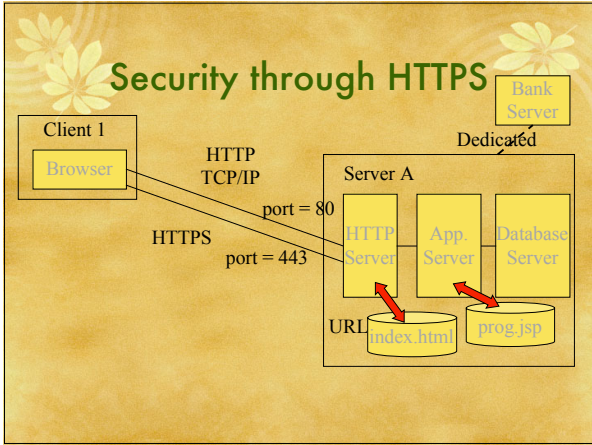 Security through HTTPS
Bank
Server
Client 1
Dedicated
HTTP
TCP/IP
Browser
Server A
port = 80
HTTPS
port = 443
HTTP
Server
App.
Server
Database
Server
URL
index.html
prog.jsp